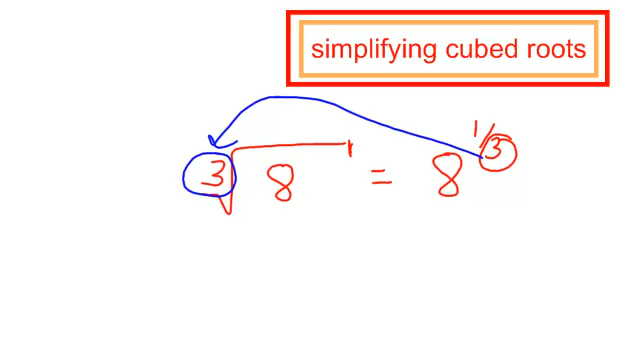 simplifying cubed roots
3√8 = 8^1/3